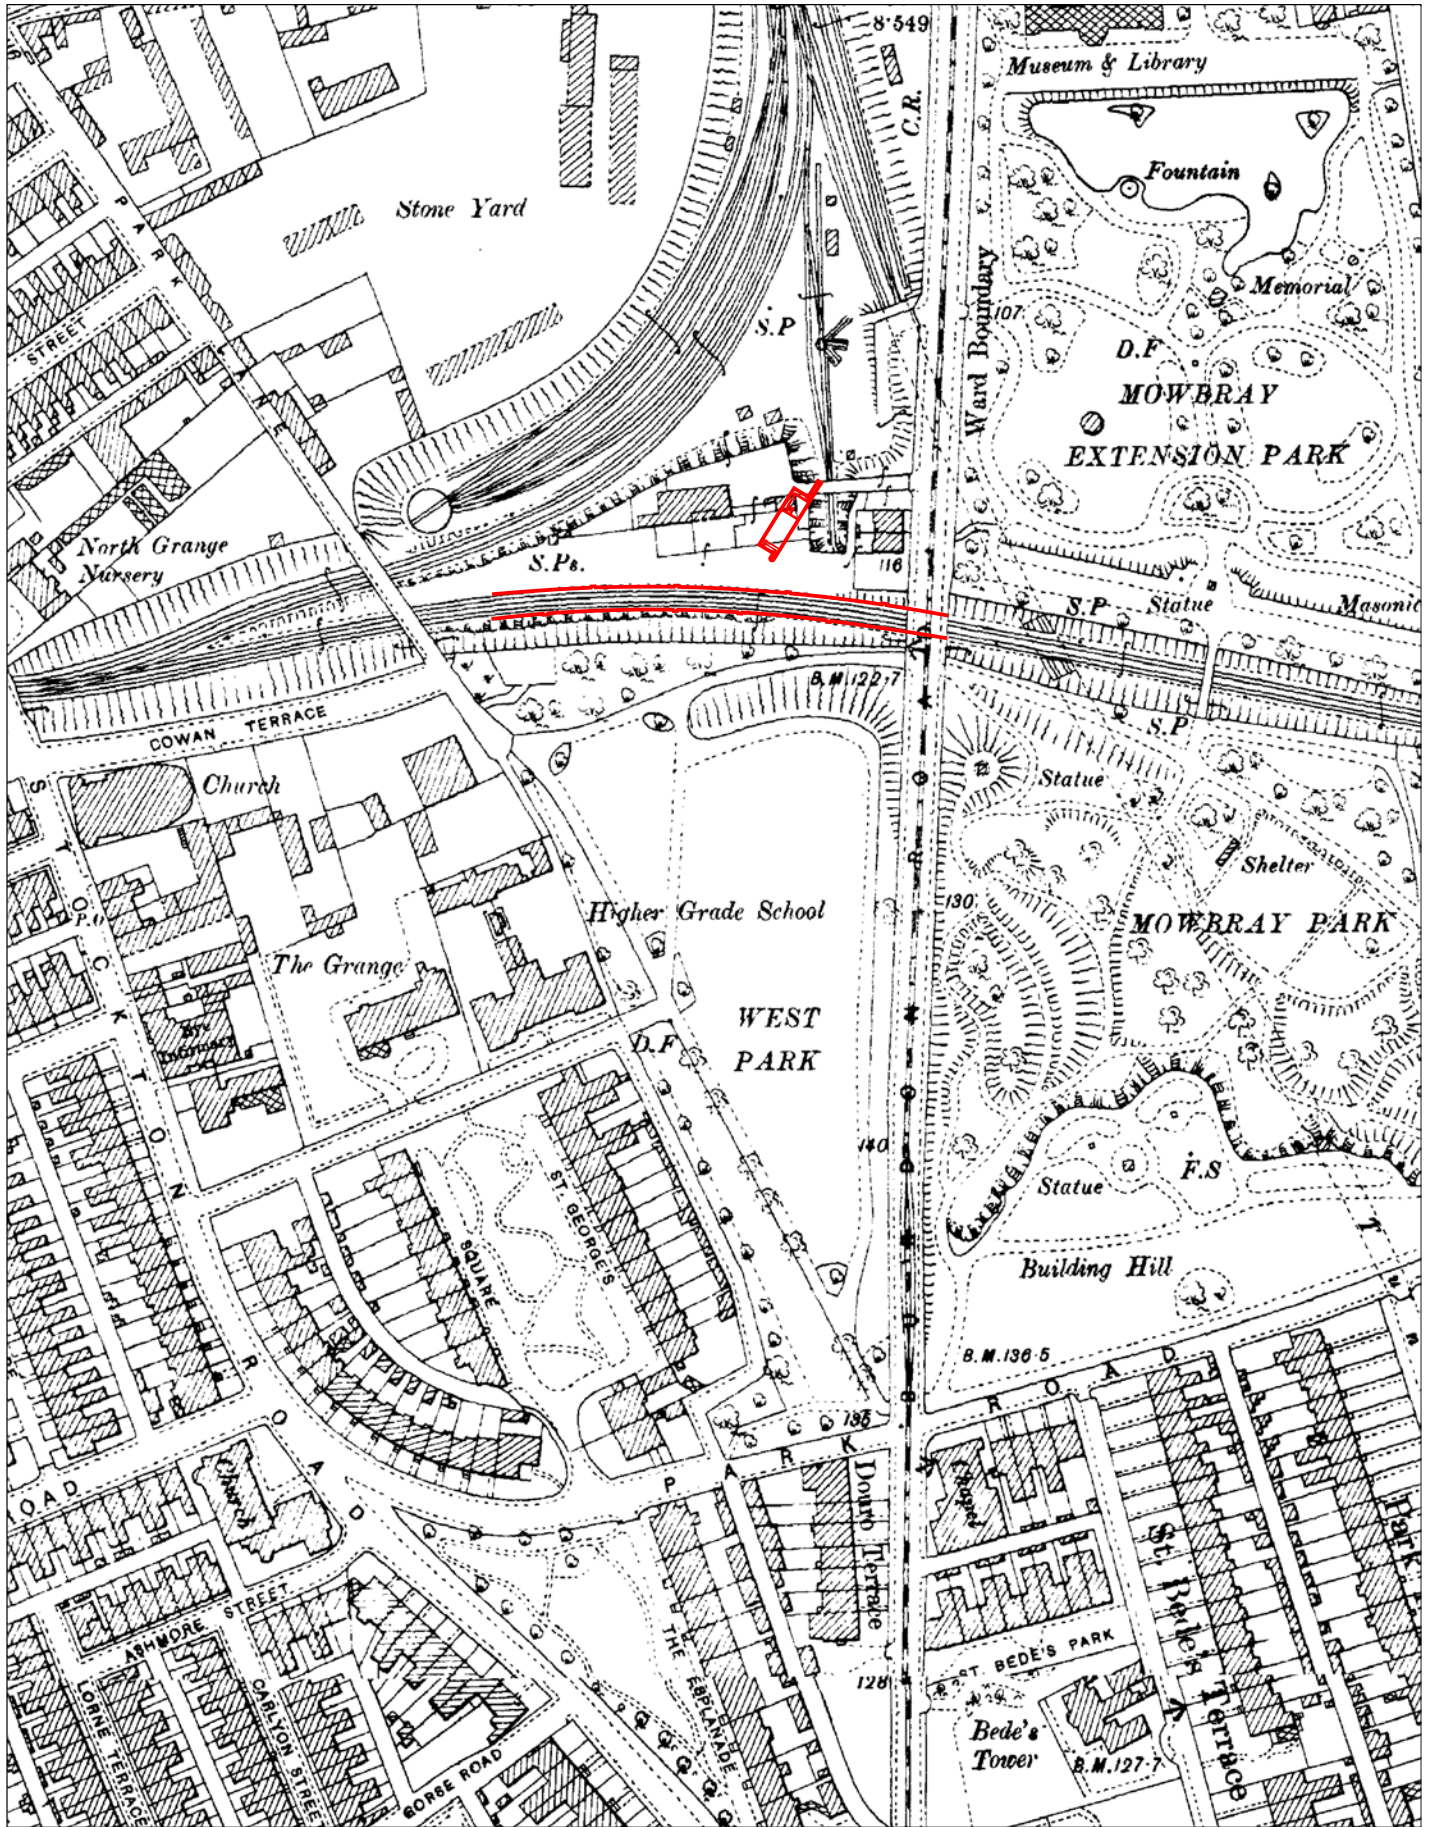 8·549
Museum & Library
C.R.
Fountain
Stone Yard
PARK
LANE
Ward Boundary
Memorial
107
S.P
D.F
MOWBRAY
EXTENSION PARK
STREET
North Grange
Nursery
S.Ps.
116
S.P
Statue
Masonic
B.M.122·7
S.P
COWAN TERRACE
Church
Statue
Shelter
STOCKTON ROAD
P.O
Higher Grade School
130
MOWBRAY PARK
The Grange
WEST
PARK
Eye
Infirmary
D.F
140
Statue
F.S
ST. GEORGES
SQUARE
Building Hill
B.M.136·5
135
PARK ROAD
OAD
Church
Douro Terrace
Chapel
St. Bede's Terrace
Park
ASHMORE STREET
THE ESPLANADE
ST. BEDE'S PARK
128
LORNE TERRACE
CARLYON STREET
GORSE ROAD
Bede's
Tower
B.M.127·7